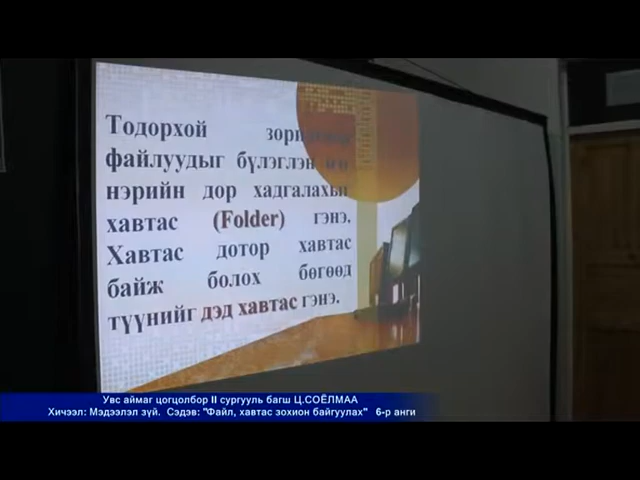 Тодорхой
файлуудыг бүлэглэн
нэрийн дор хадгалахын
хавтас (Folder) гэнэ.
Хавтас дотор хавтас
байж болох бөгөөд
түүнийг дэд хавтас гэнэ.
Увс аймаг цогцолбор II сургууль багш Ц.СОЁЛМАА
Хичээл: Мэдээлэл зүй. Сэдэв: "Файл, хавтас зохион байгуулах" 6-р анги